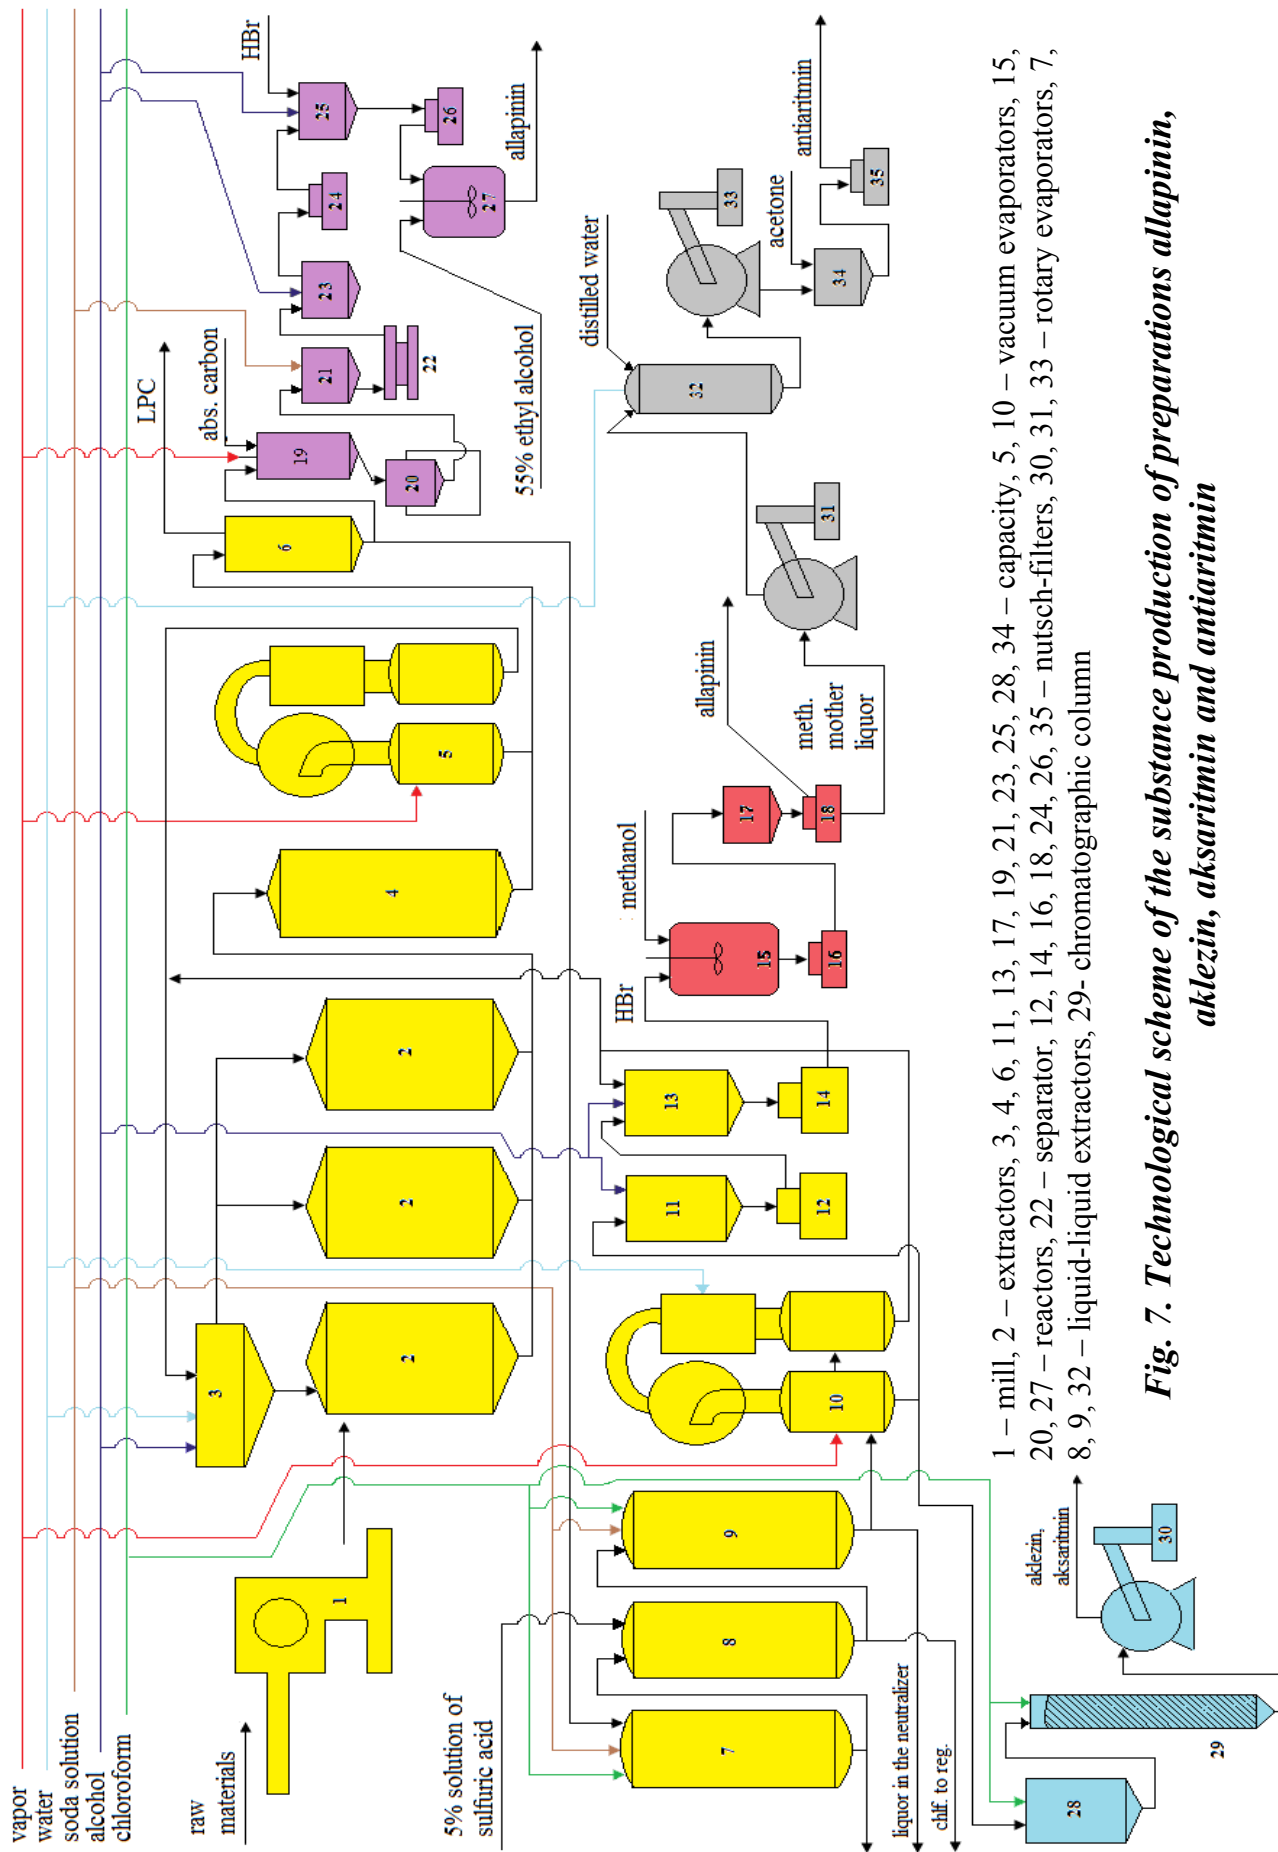 vapor
water
soda solution
alcohol
chloroform
raw
materials
1
3
2
2
2
4
5
6
LPC
abs. carbon
19
20
21
22
23
24
25
26
27
HBr
allapinin
55% ethyl alcohol
5% solution of
sulfuric acid
7
8
9
10
11
12
13
14
HBr
methanol
15
16
17
18
allapinin
meth.
mother
liquor
31
distilled water
32
33
acetone
34
35
antiaritmin
liquor in the neutralizer
chlf. to reg.
28
29
aklezin,
aksaritmin
30
1 – mill, 2 – extractors, 3, 4, 6, 11, 13, 17, 19, 21, 23, 25, 28, 34 – capacity, 5, 10 – vacuum evaporators, 15,
20, 27 – reactors, 22 – separator, 12, 14, 16, 18, 24, 26, 35 – nutsch-filters, 30, 31, 33 – rotary evaporators, 7,
8, 9, 32 – liquid-liquid extractors, 29- chromatographic column
Fig. 7. Technological scheme of the substance production of preparations allapinin,
aklezin, aksaritmin and antiaritmin